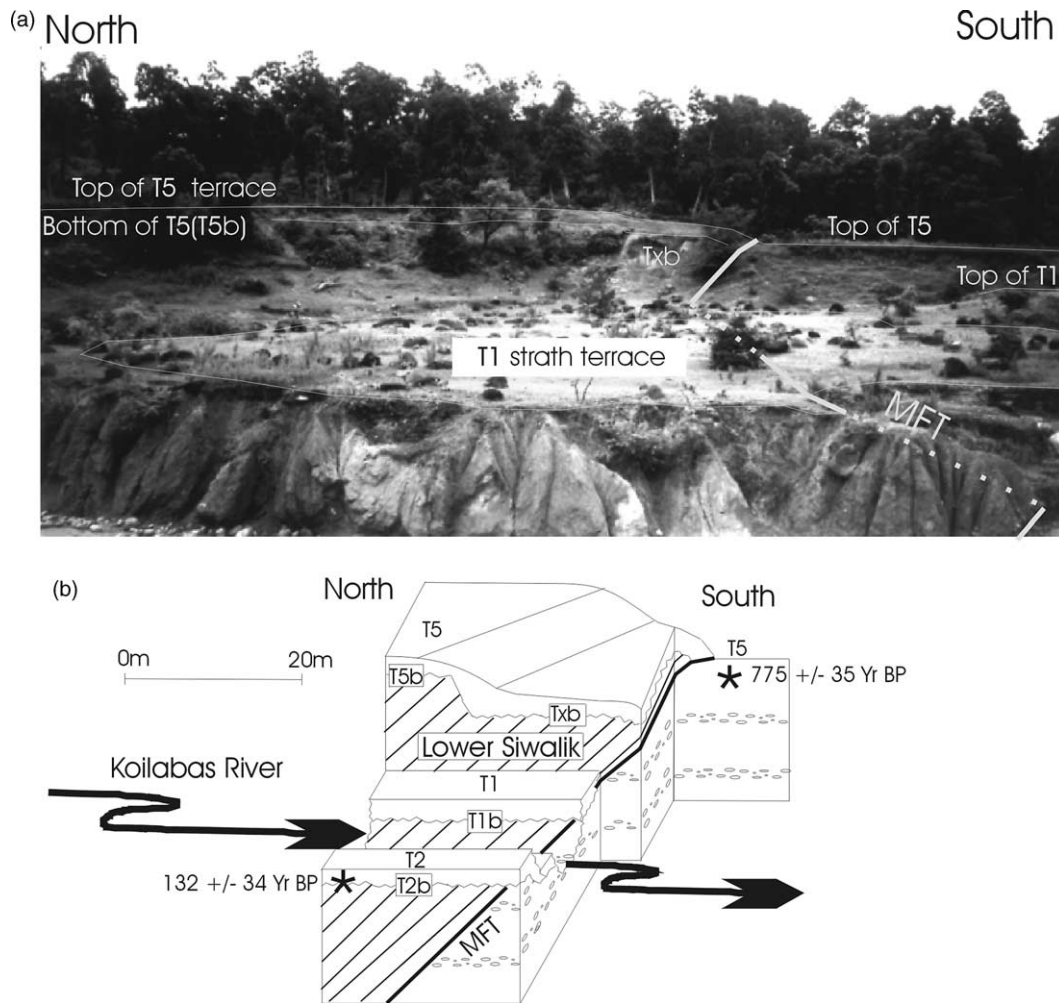 (a) North South
Top of T5 terrace
Bottom of T5(T5b)
Top of T5
Txb
Top of T1
T1 strath terrace
MFT
(b) North South
0m 20m
T5
T5
T5b
775 +/- 35 Yr BP
Txb
Lower Siwalik
Koilabas River
T1
T1b
T2
132 +/- 34 Yr BP
T2b
MFT